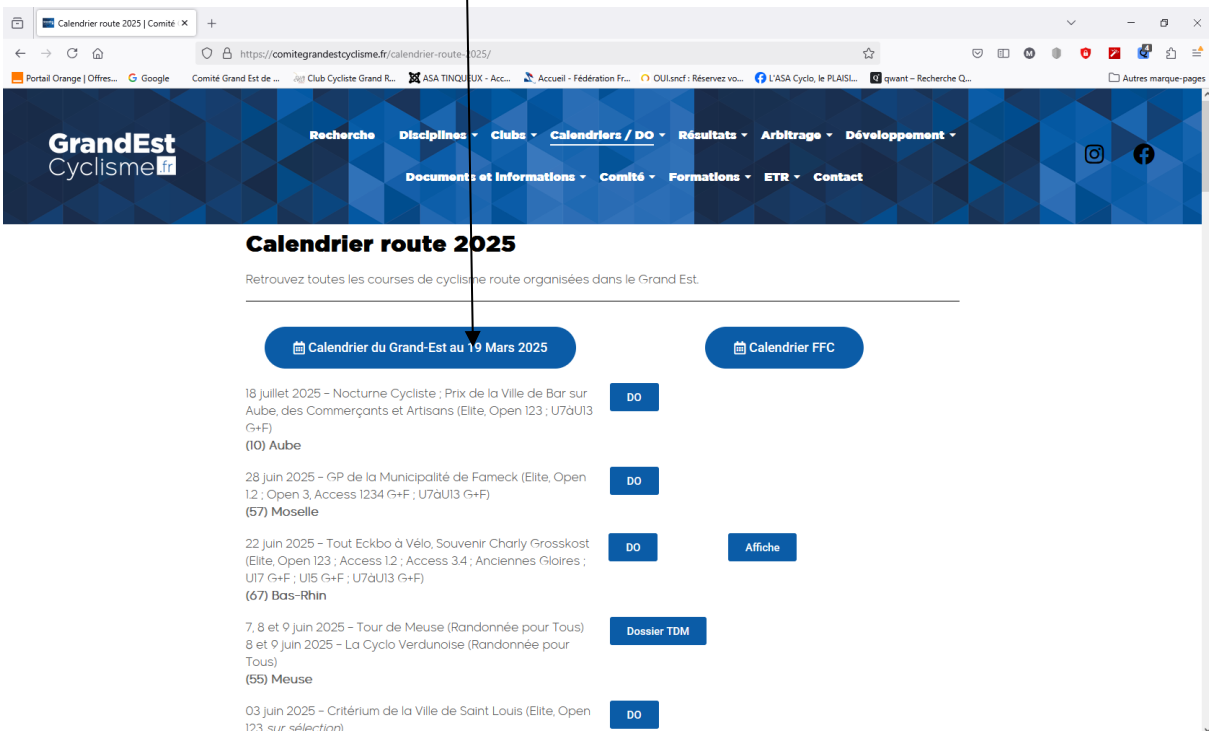 Calendrier route 2025 | Comité
https://comitegrandestcyclisme.fr/calendrier-route-2025/
Portail Orange | Offres... Google Comité Grand Est de ... Club Cycliste Grand R... ASA TINQUEUX - Acc... Accueil - Fédération Fr... OUI.sncf : Réservez vo... L'ASA Cyclo, le PLAISI... qwant – Recherche Q... Autres marque-pages
GrandEst
Cyclisme.fr
Recherche Disciplines Clubs Calendriers / DO Résultats Arbitrage Développement
Documents et Informations Comité Formations ETR Contact
Calendrier route 2025
Retrouvez toutes les courses de cyclisme route organisées dans le Grand Est.
Calendrier du Grand-Est au 19 Mars 2025 Calendrier FFC
18 juillet 2025 – Nocturne Cycliste ; Prix de la Ville de Bar sur DO
Aube, des Commerçants et Artisans (Elite, Open 123 ; U7àU13
G+F)
(10) Aube
28 juin 2025 – GP de la Municipalité de Fameck (Elite, Open DO
1.2 ; Open 3, Access 1234 G+F ; U7àU13 G+F)
(57) Moselle
22 juin 2025 – Tout Eckbo à Vélo, Souvenir Charly Grosskost DO Affiche
(Elite, Open 123 ; Access 1.2 ; Access 3.4 ; Anciennes Gloires ;
U17 G+F ; U15 G+F ; U7àU13 G+F)
(67) Bas-Rhin
7, 8 et 9 juin 2025 – Tour de Meuse (Randonnée pour Tous) Dossier TDM
8 et 9 juin 2025 – La Cyclo Verdunoise (Randonnée pour
Tous)
(55) Meuse
03 juin 2025 – Critérium de la Ville de Saint Louis (Elite, Open DO
123 sur sélection)